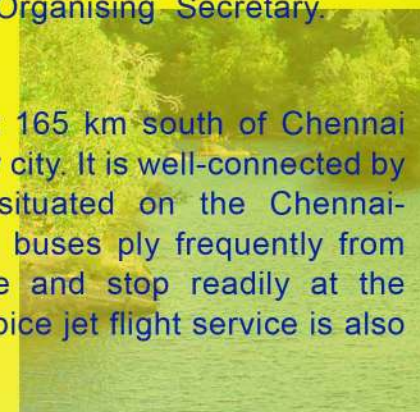 Organising Secretary.
165 km south of Chennai
city. It is well-connected by
situated on the Chennai-
buses ply frequently from
and stop readily at the
jet flight service is also